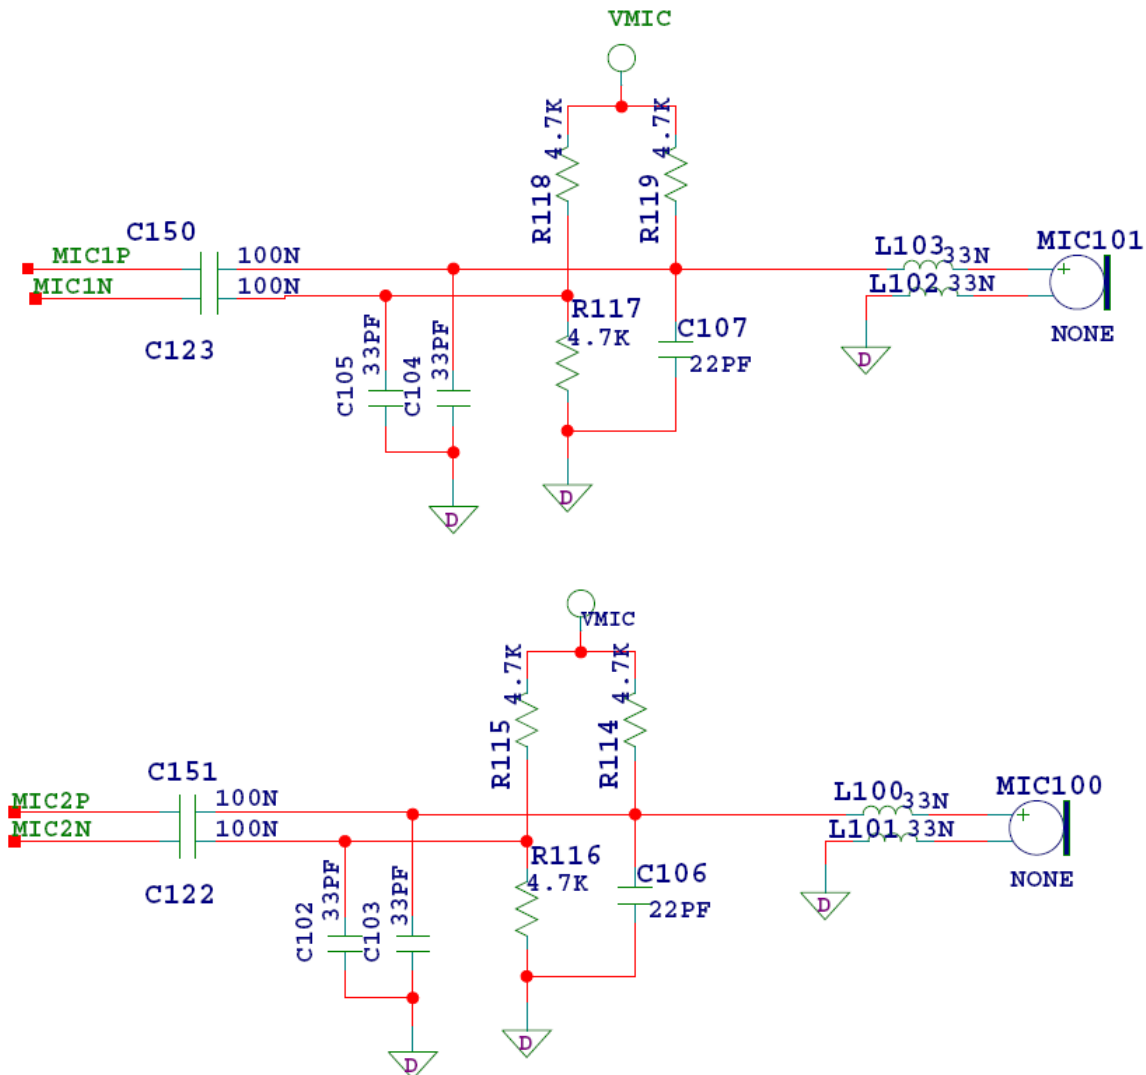 VMIC
4.7K
4.7K
R118
R119
C150
MIC1P
100N
MIC1N
100N
C123
L103
33N
MIC101
L102
33N
+
NONE
R117
4.7K
C107
22PF
33PF
33PF
C105
C104
D
D
D
VMIC
4.7K
4.7K
R115
R114
C151
MIC2P
100N
MIC2N
100N
C122
L100
33N
MIC100
L101
33N
+
NONE
R116
4.7K
C106
22PF
33PF
33PF
C102
C103
D
D
D